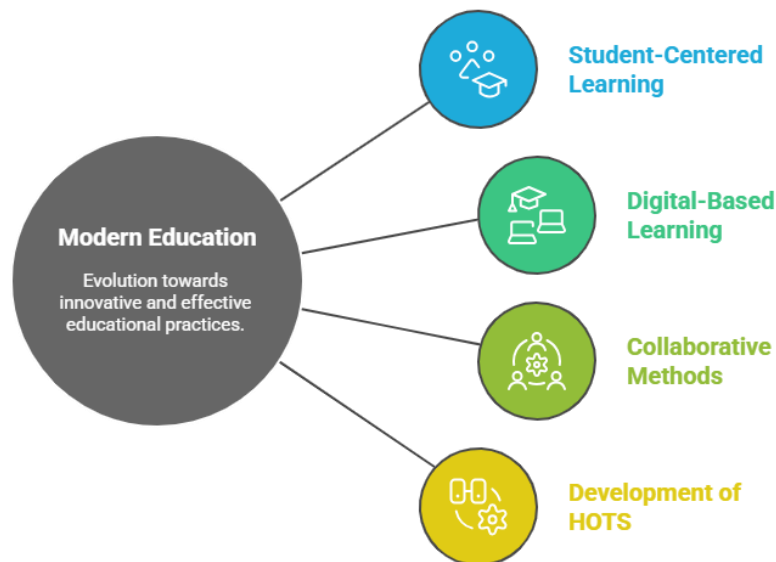 Modern Education
Evolution towards
innovative and effective
educational practices.
Student-Centered
Learning
Digital-Based
Learning
Collaborative
Methods
Development of
HOTS